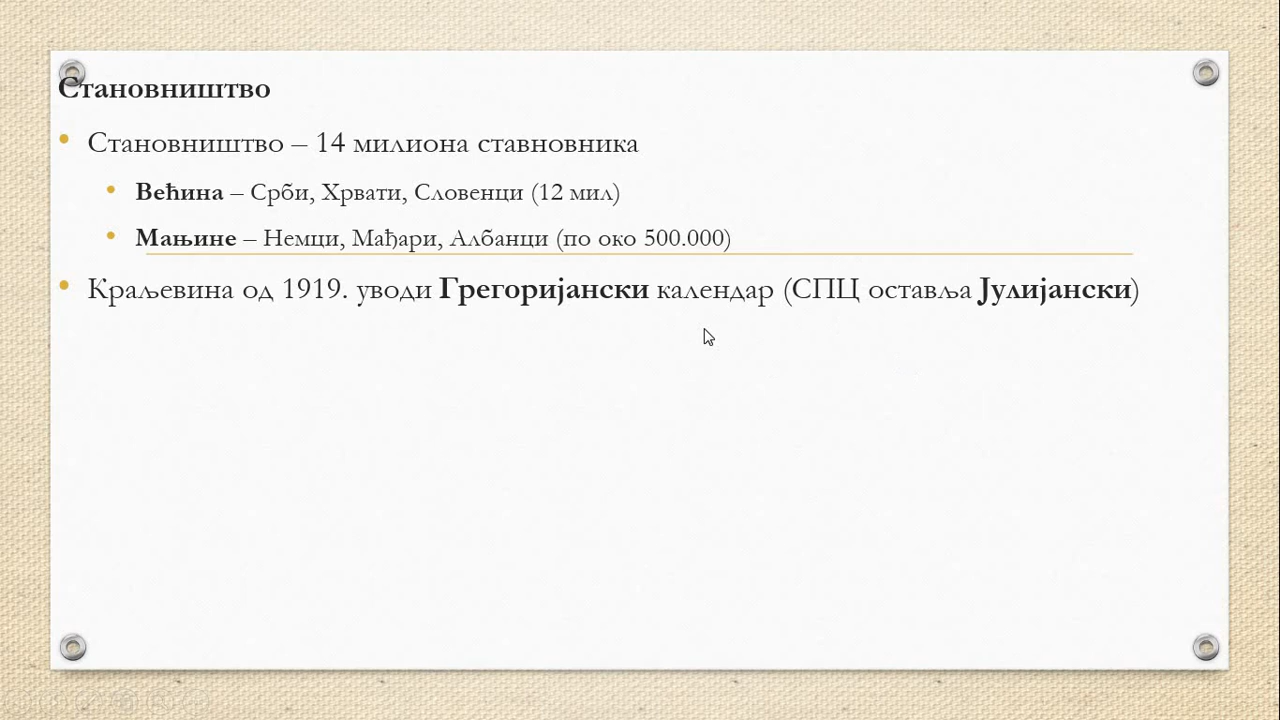 Становништво
Становништво – 14 милиона ставновника
Већина – Срби, Хрвати, Словенци (12 мил)
Мањине – Немци, Мађари, Албанци (по око 500.000)
Краљевина од 1919. уводи Грегоријански календар (СПЦ оставља Јулијански)